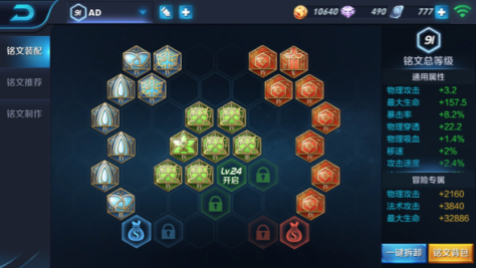 91 AD
10640 490 777
铭文装配
铭文推荐
铭文制作
Lv.24
开启
91
铭文总等级
通用属性
物理攻击 +3.2
最大生命 +157.5
暴击率 +8.2%
物理穿透 +22.2
物理吸血 +1.4%
移速 +2%
攻击速度 +2.4%
冒险专属
物理攻击 +2160
法术攻击 +3840
最大生命 +32886
一键拆卸 铭文背包